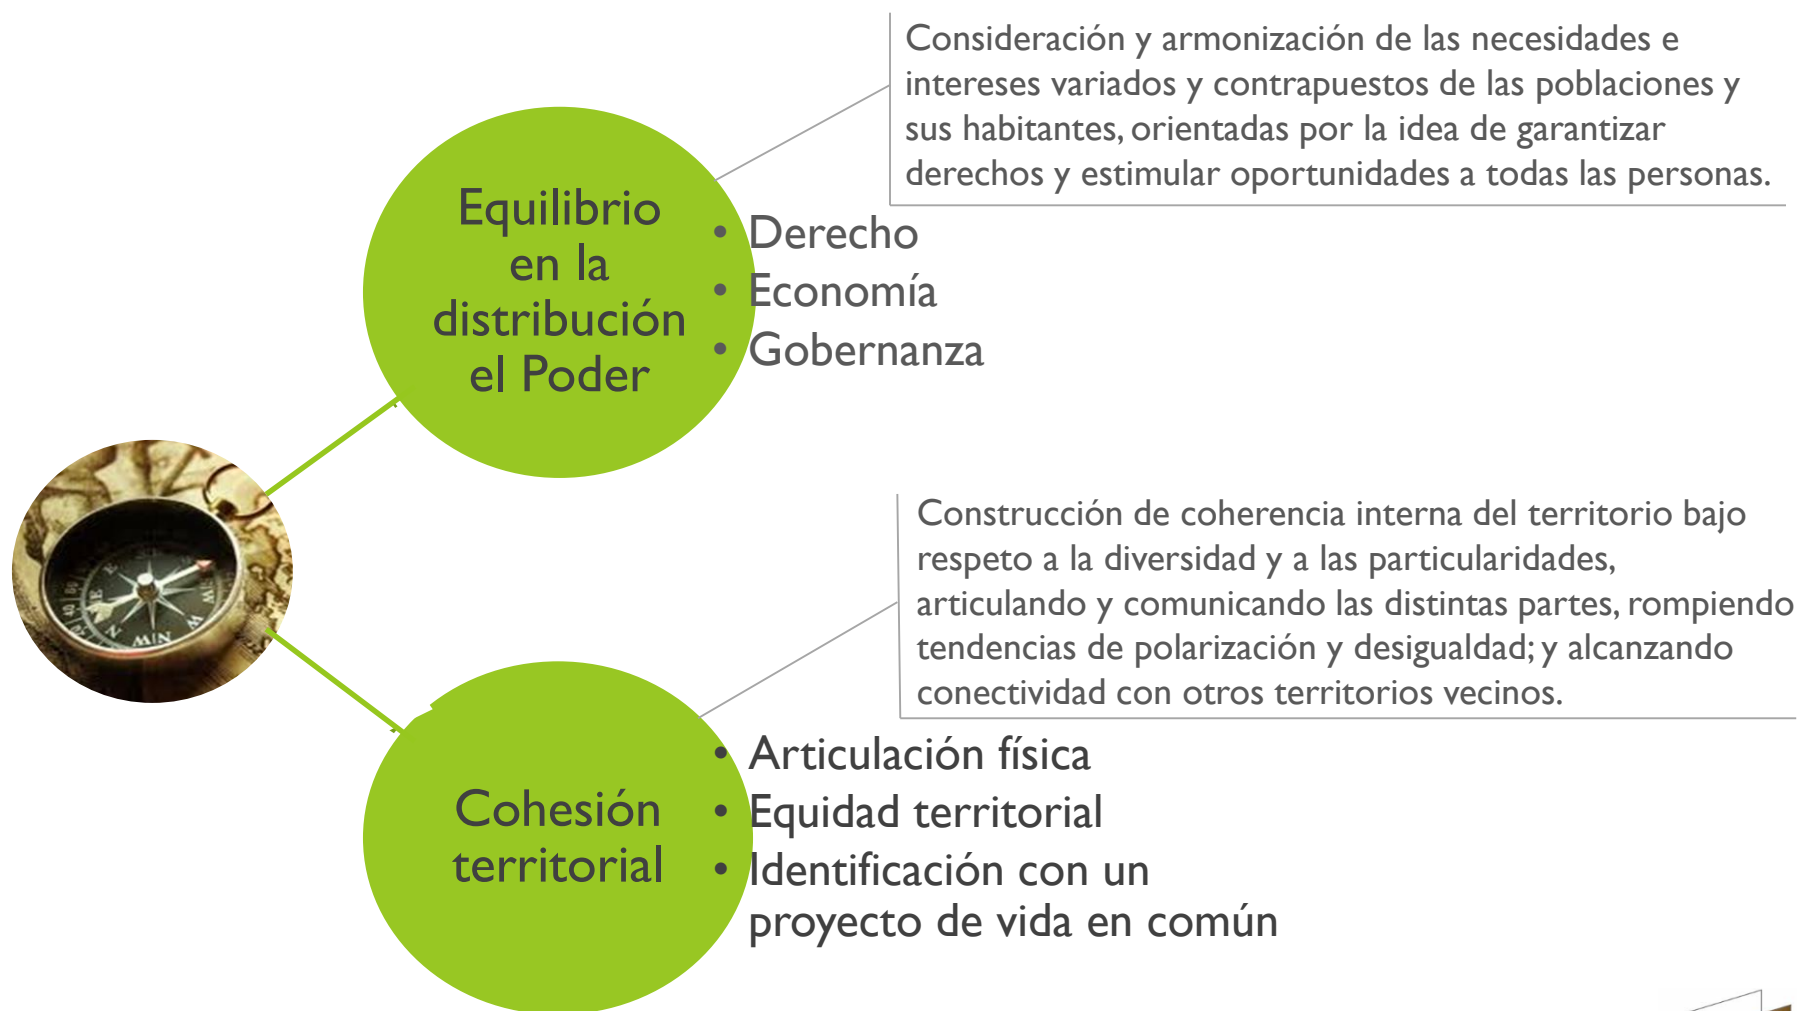 Consideración y armonización de las necesidades e
intereses variados y contrapuestos de las poblaciones y
sus habitantes, orientadas por la idea de garantizar
derechos y estimular oportunidades a todas las personas.
Equilibrio
en la
distribución
el Poder
• Derecho
• Economía
• Gobernanza
Construcción de coherencia interna del territorio bajo
respeto a la diversidad y a las particularidades,
articulando y comunicando las distintas partes, rompiendo
tendencias de polarización y desigualdad; y alcanzando
conectividad con otros territorios vecinos.
Cohesión
territorial
• Articulación física
• Equidad territorial
• Identificación con un
proyecto de vida en común